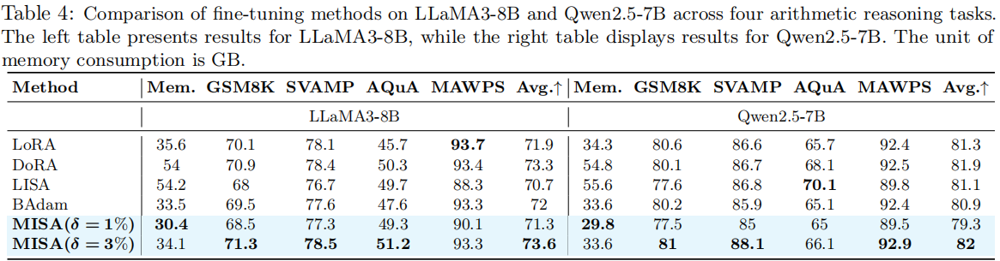 Table 4: Comparison of fine-tuning methods on LLaMA3-8B and Qwen2.5-7B across four arithmetic reasoning tasks.
The left table presents results for LLaMA3-8B, while the right table displays results for Qwen2.5-7B. The unit of
memory consumption is GB.
Method Mem. GSM8K SVAMP AQuA MAWPS Avg.↑ Mem. GSM8K SVAMP AQuA MAWPS Avg.↑
LLaMA3-8B Qwen2.5-7B
LoRA 35.6 70.1 78.1 45.7 93.7 71.9 34.3 80.6 86.6 65.7 92.4 81.3
DoRA 54 70.9 78.4 50.3 93.4 73.3 54.8 80.1 86.7 68.1 92.5 81.9
LISA 54.2 68 76.7 49.7 88.3 70.7 55.6 77.6 86.8 70.1 89.8 81.1
BAdam 33.5 69.5 77.6 47.6 93.3 72 33.6 80.2 85.9 65.1 92.4 80.9
MISA(δ = 1%) 30.4 68.5 77.3 49.3 90.1 71.3 29.8 77.5 85 65 89.5 79.3
MISA(δ = 3%) 34.1 71.3 78.5 51.2 93.3 73.6 33.6 81 88.1 66.1 92.9 82